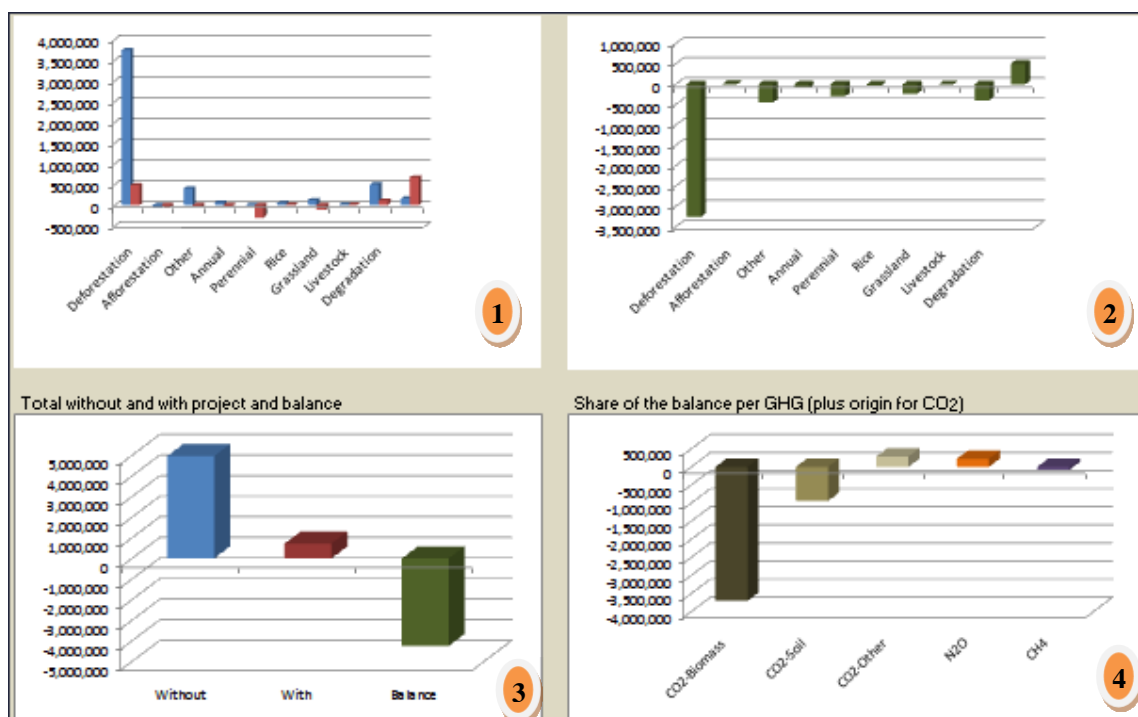 4,000,000
3,500,000
3,000,000
2,500,000
2,000,000
1,500,000
1,000,000
500,000
0
-500,000
Deforestation
Afforestation
Other
Annual
Perennial
Rice
Grassland
Livestock
Degradation
1
1,000,000
500,000
0
-500,000
-1,000,000
-1,500,000
-2,000,000
-2,500,000
-3,000,000
-3,500,000
Deforestation
Afforestation
Other
Annual
Perennial
Rice
Grassland
Livestock
Degradation
2
Total without and with project and balance
5,000,000
4,000,000
3,000,000
2,000,000
1,000,000
0
-1,000,000
-2,000,000
-3,000,000
-4,000,000
-5,000,000
Without
With
Balance
3
Share of the balance per GHG (plus origin for CO2)
500,000
0
-500,000
-1,000,000
-1,500,000
-2,000,000
-2,500,000
-3,000,000
-3,500,000
-4,000,000
CO2-Biomass
CO2-Soil
CO2-Other
N2O
CH4
4